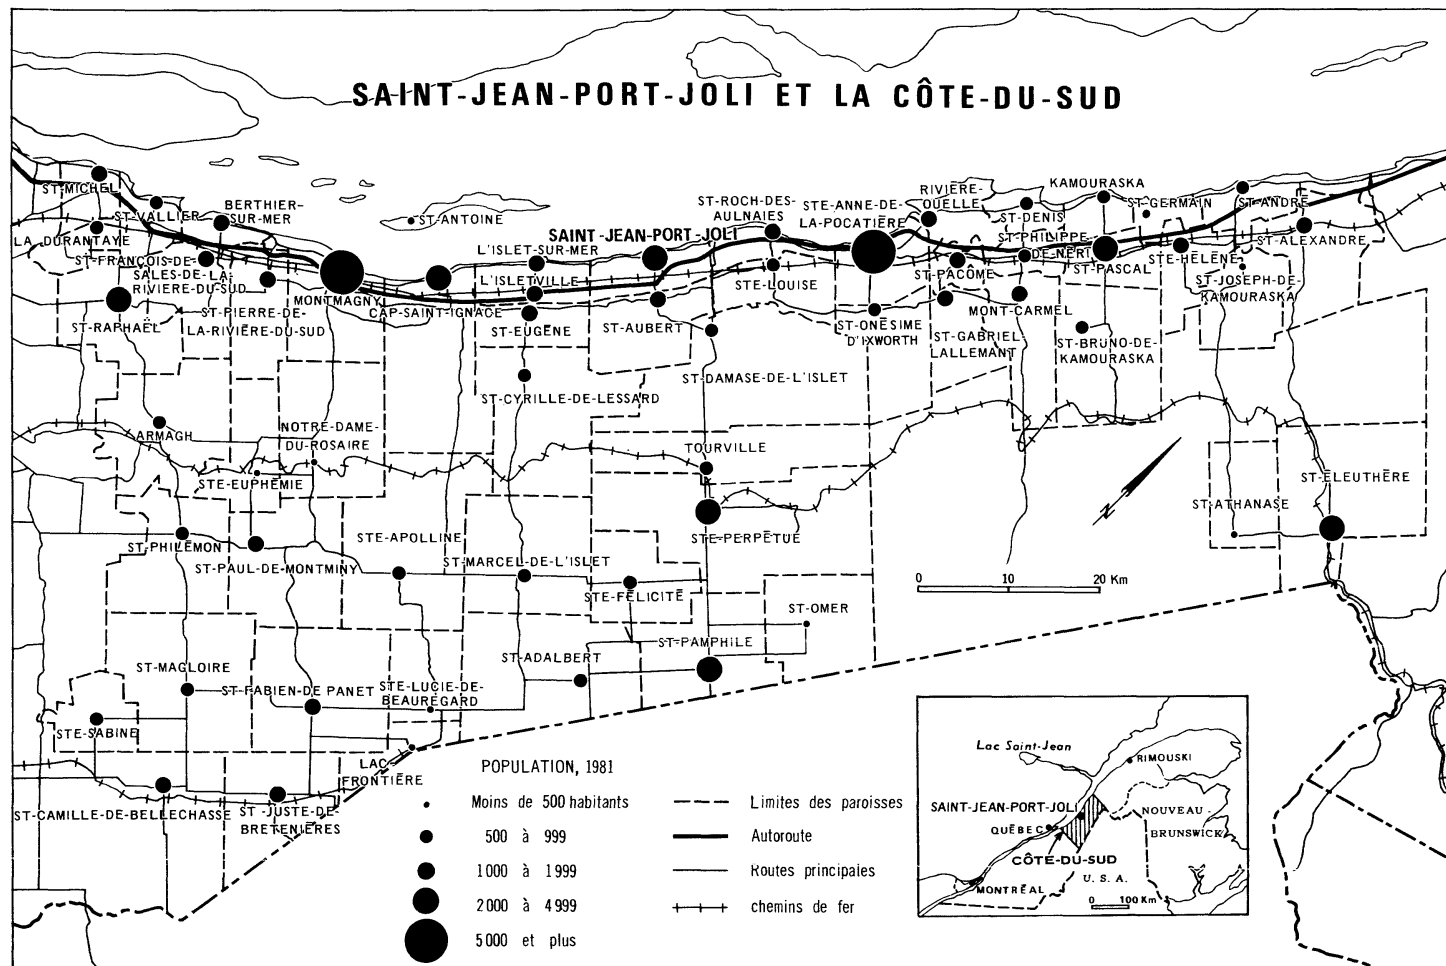 SAINT-JEAN-PORT-JOLI ET LA CÔTE-DU-SUD
ST-MICHEL
ST-VALLIER
BERTHIER-
SUR-MER
LA DURANTAYE
ST-FRANÇOIS-DE-
SALES-DE-LA-
RIVIÈRE-DU-SUD
ST-RAPHAËL
ST-PIERRE-DE-
LA-RIVIÈRE-DU-SUD
MONTMAGNY
ST-ANTOINE
CAP-SAINT-IGNACE
L'ISLET-SUR-MER
L'ISLETVILLE
ST-EUGÈNE
SAINT-JEAN-PORT-JOLI
ST-AUBERT
ST-ROCH-DES-
AULNAIES
STE-LOUISE
STE-ANNE-DE-
LA-POCATIÈRE
RIVIÈRE-
OUELLE
ST-PACÔME
ST-ONÉSIME
D'IXWORTH
ST-GABRIEL-
LALLEMANT
ST-DENIS
ST-PHILIPPE
DE-NÉRI
MONT-CARMEL
KAMOURASKA
ST-PASCAL
ST-BRUNO-DE-
KAMOURASKA
ST-GERMAIN
STE-HÉLÈNE
ST-ANDRÉ
ST-ALEXANDRE
ST-JOSEPH-DE-
KAMOURASKA
ST-CYRILLE-DE-LESSARD
ST-DAMASE-DE-L'ISLET
ARMAGH
NOTRE-DAME-
DU-ROSAIRE
STE-EUPHÉMIE
TOURVILLE
STE-PERPÉTUE
ST-ATHANASE
ST-ÉLEUTHÈRE
ST-PHILÉMON
ST-PAUL-DE-MONTMINY
STE-APOLLINE
ST-MARCEL-DE-L'ISLET
STE-FÉLICITÉ
ST-OMER
ST-PAMPHILE
ST-ADALBERT
ST-MAGLOIRE
ST-FABIEN-DE PANET
STE-LUCIE-DE-
BEAUREGARD
STE-SABINE
LAC
FRONTIÈRE
ST-CAMILLE-DE-BELLECHASSE
ST-JUSTE-DE-
BRETENIÈRES
N
0 10 20 Km
POPULATION, 1981
Moins de 500 habitants
500 à 999
1000 à 1999
2000 à 4999
5000 et plus
Limites des paroisses
Autoroute
Routes principales
chemins de fer
Lac Saint-Jean
RIMOUSKI
SAINT-JEAN-PORT-JOLI
QUÉBEC
NOUVEAU-
BRUNSWICK
CÔTE-DU-SUD
U. S. A.
MONTRÉAL
0 100 Km